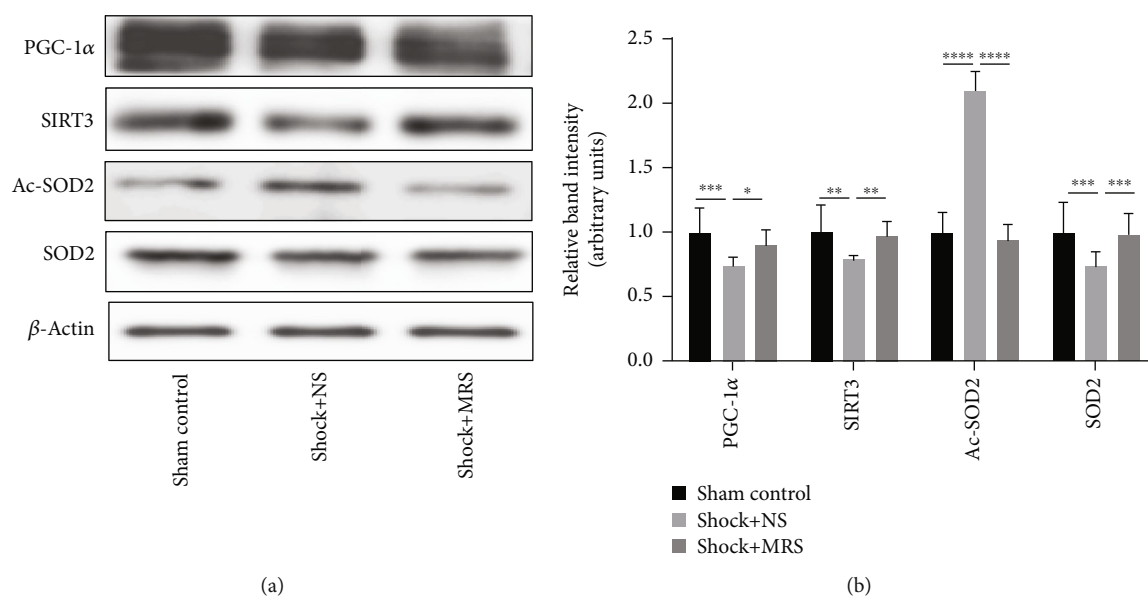 PGC-1α
SIRT3
Ac-SOD2
SOD2
β-Actin
Sham control
Shock+NS
Shock+MRS
(a)
Relative band intensity
(arbitrary units)
2.5
2.0
1.5
1.0
0.5
0.0
*** *
** **
**** ****
*** ***
PGC-1α
SIRT3
Ac-SOD2
SOD2
Sham control
Shock+NS
Shock+MRS
(b)